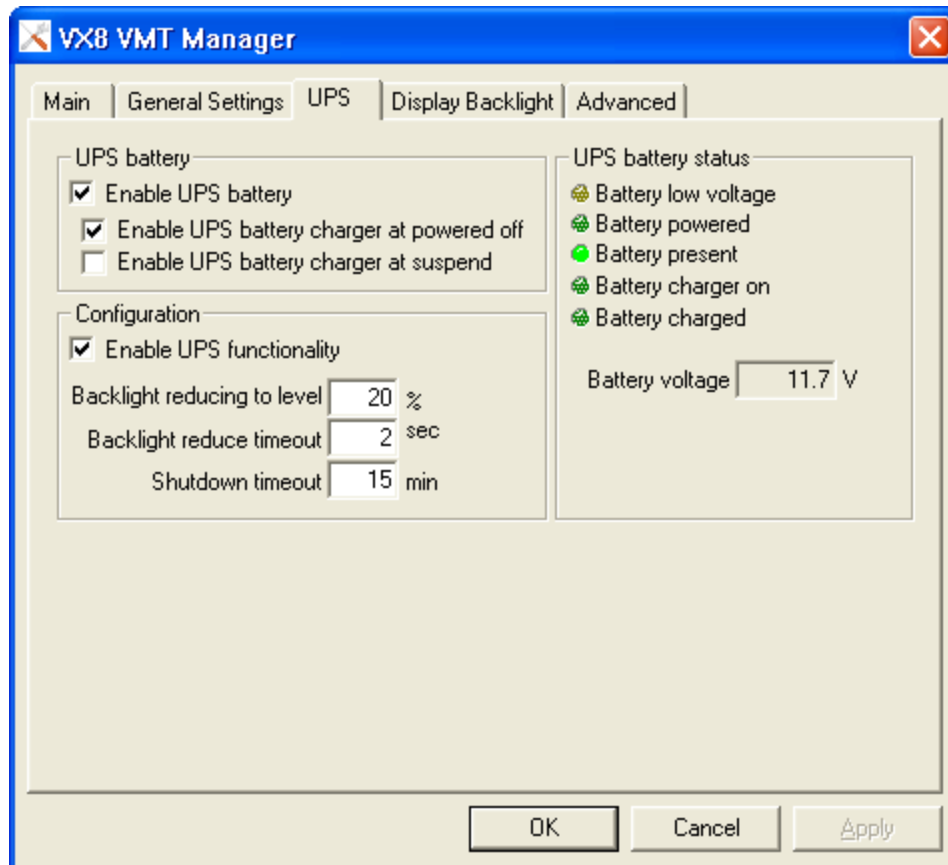 VX8 VMT Manager
Main General Settings UPS Display Backlight Advanced
UPS battery
Enable UPS battery
Enable UPS battery charger at powered off
Enable UPS battery charger at suspend
Configuration
Enable UPS functionality
Backlight reducing to level 20 %
Backlight reduce timeout 2 sec
Shutdown timeout 15 min
UPS battery status
Battery low voltage
Battery powered
Battery present
Battery charger on
Battery charged
Battery voltage 11.7 V
OK Cancel Apply